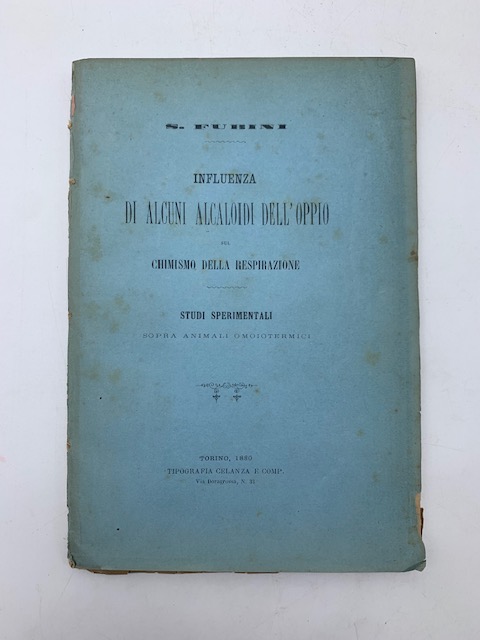 S. FUBINI
INFLUENZA
DI ALCUNI ALCALOIDI DELL'OPPIO
SUL
CHIMISMO DELLA RESPIRAZIONE
STUDI SPERIMENTALI
SOPRA ANIMALI OMOIOTERMICI
TORINO, 1880
TIPOGRAFIA CELANZA E COMP.
Via N.